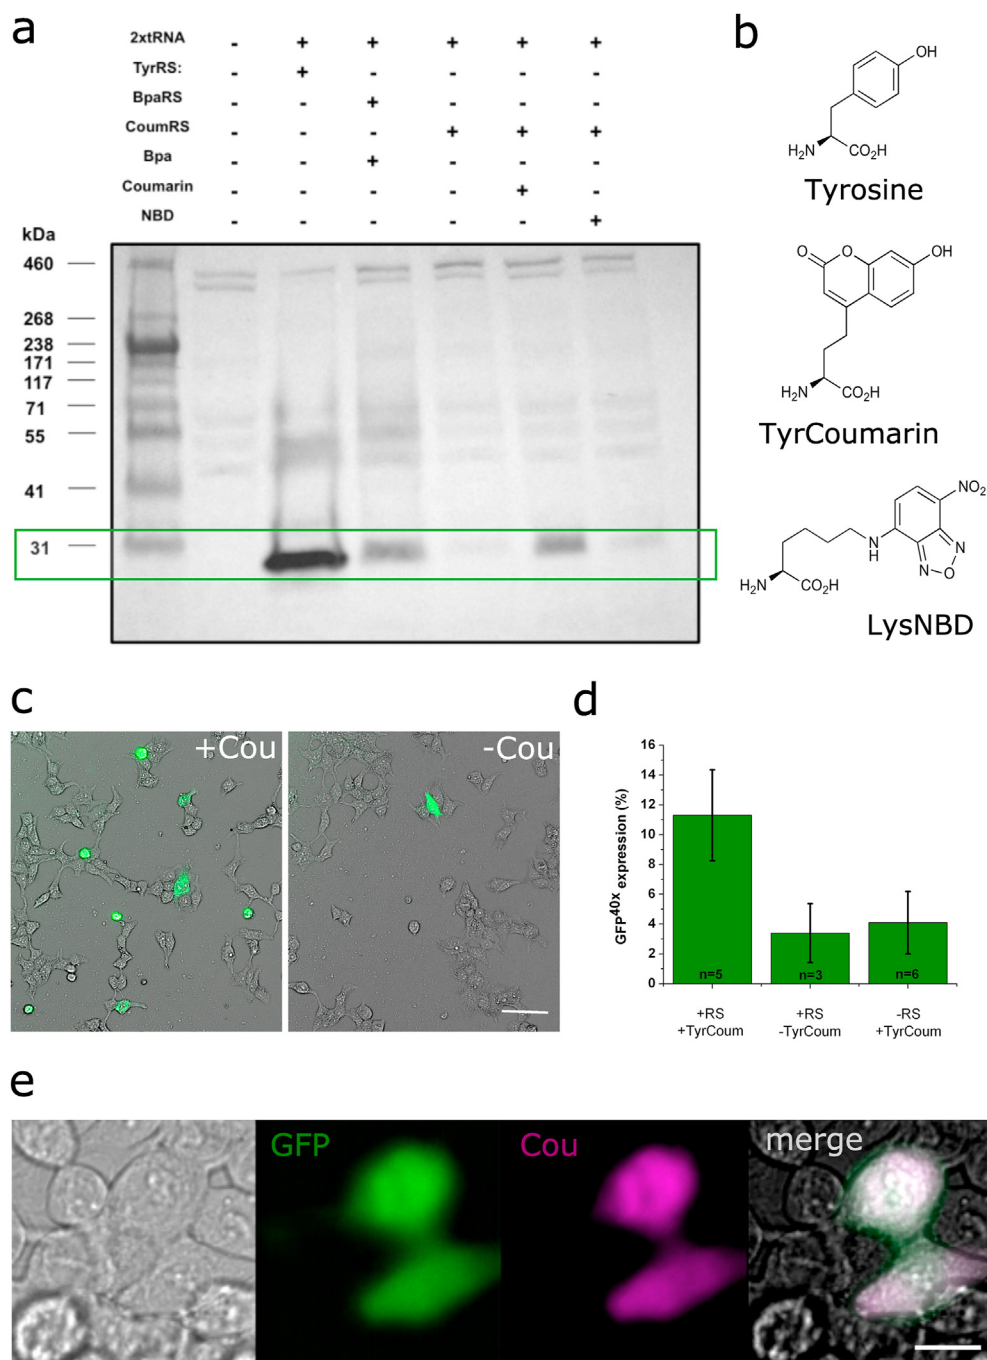 a
2xtRNA - + + + + +
TyrRS: - + - - - -
BpaRS - - + - - -
CoumRS - - - + + +
Bpa - - + - - -
Coumarin - - - - + -
NBD - - - - - +
kDa
460
268
238
171
117
71
55
41
31
b
OH
H₂N CO₂H
Tyrosine
O O OH
H₂N CO₂H
TyrCoumarin
NO₂
N
H
N
N O
H₂N CO₂H
LysNBD
c
+Cou
-Cou
d
GFP⁴⁰ˣ expression (%)
16
14
12
10
8
6
4
2
0
n=5 n=3 n=6
+RS +RS -RS
+TyrCoum -TyrCoum +TyrCoum
e
GFP
Cou
merge